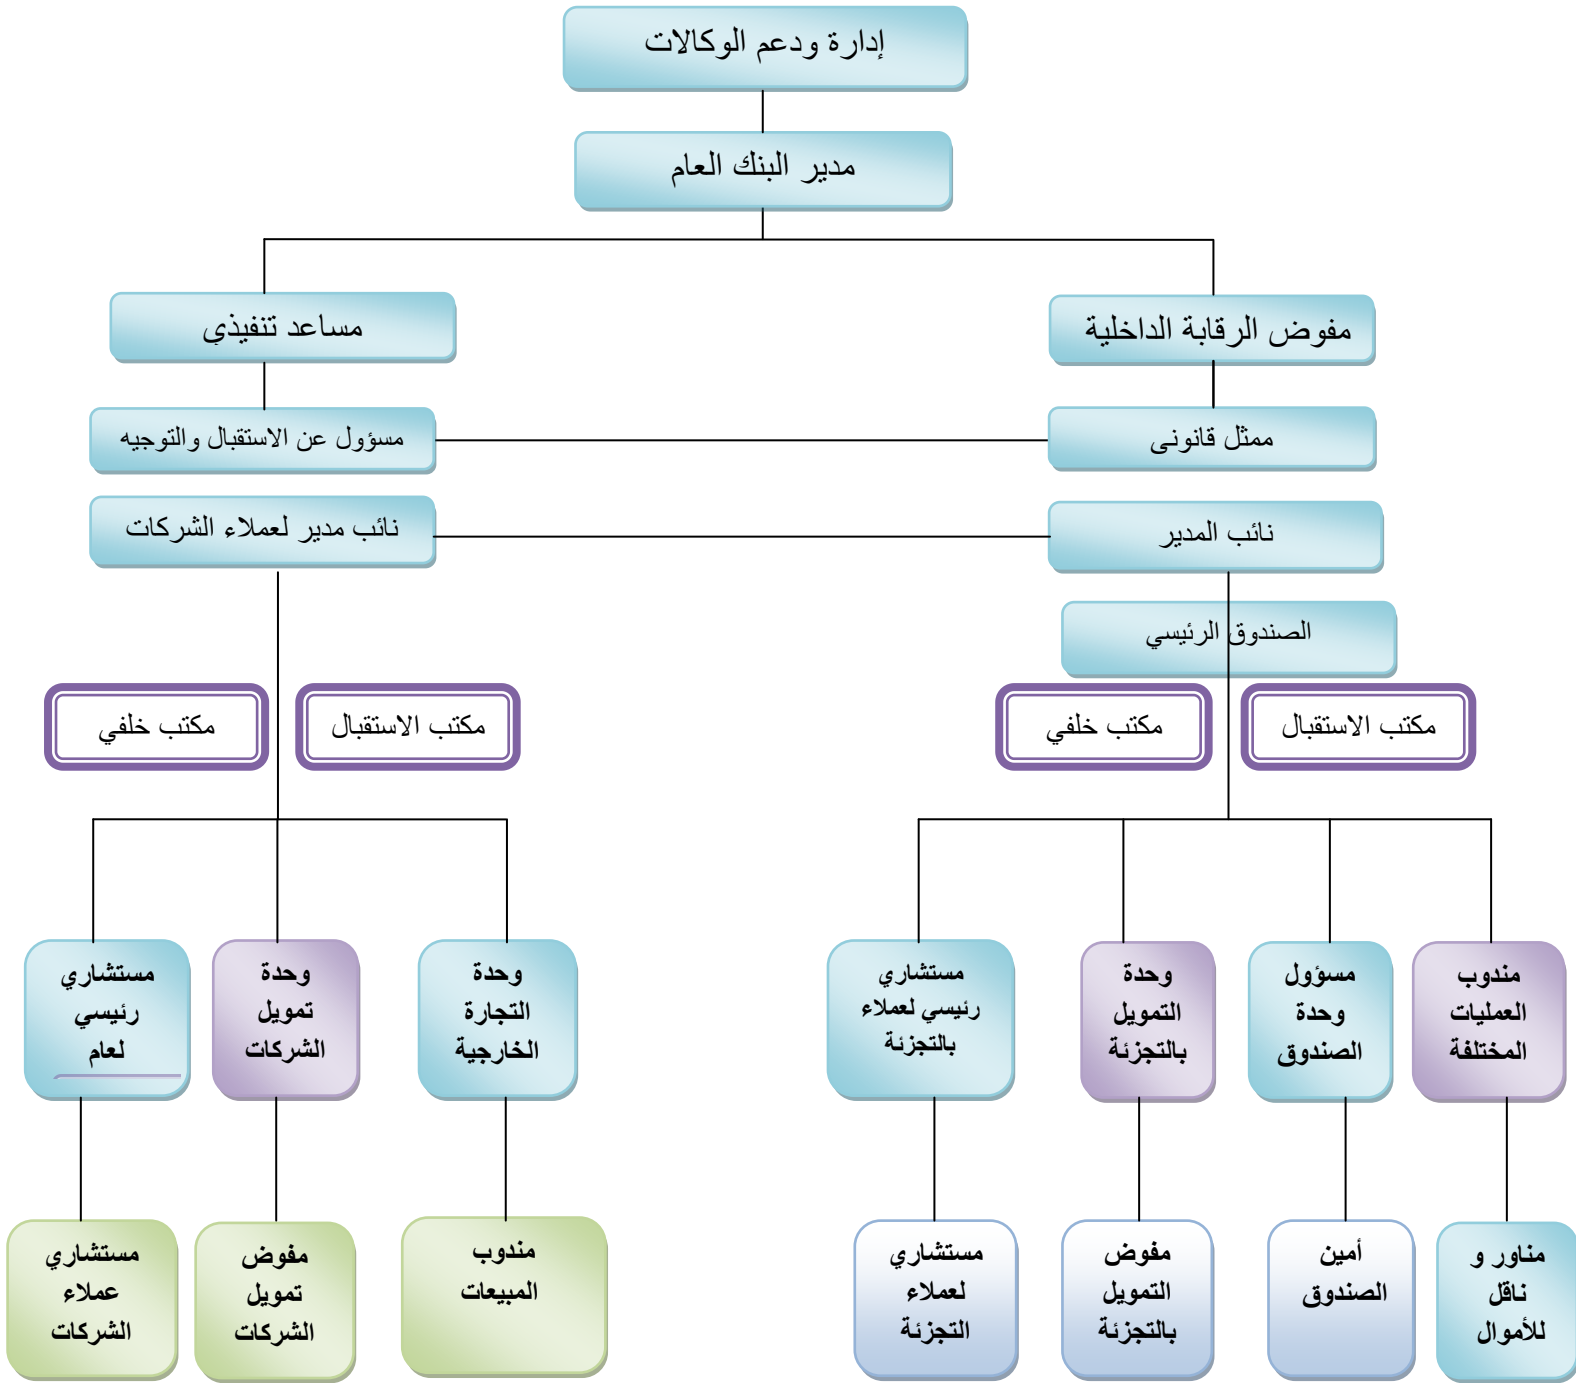 إدارة ودعم الوكالات
مدير البنك العام
مفوض الرقابة الداخلية
مساعد تنفيذي
ممثل قانونى
مسؤول عن الاستقبال والتوجيه
نائب المدير
نائب مدير لعملاء الشركات
الصندوق الرئيسي
مكتب الاستقبال
مكتب خلفي
مكتب الاستقبال
مكتب خلفي
مندوب
العمليات
المختلفة
مسؤول
وحدة
الصندوق
وحدة
التمويل
بالتجزئة
مستشاري
رئيسي لعملاء
بالتجزئة
وحدة
التجارة
الخارجية
وحدة
تمويل
الشركات
مستشاري
رئيسي
لعام
مناور و
ناقل
للأموال
أمين
الصندوق
مفوض
التمويل
بالتجزئة
مستشاري
لعملاء
التجزئة
مندوب
المبيعات
مفوض
تمويل
الشركات
مستشاري
عملاء
الشركات